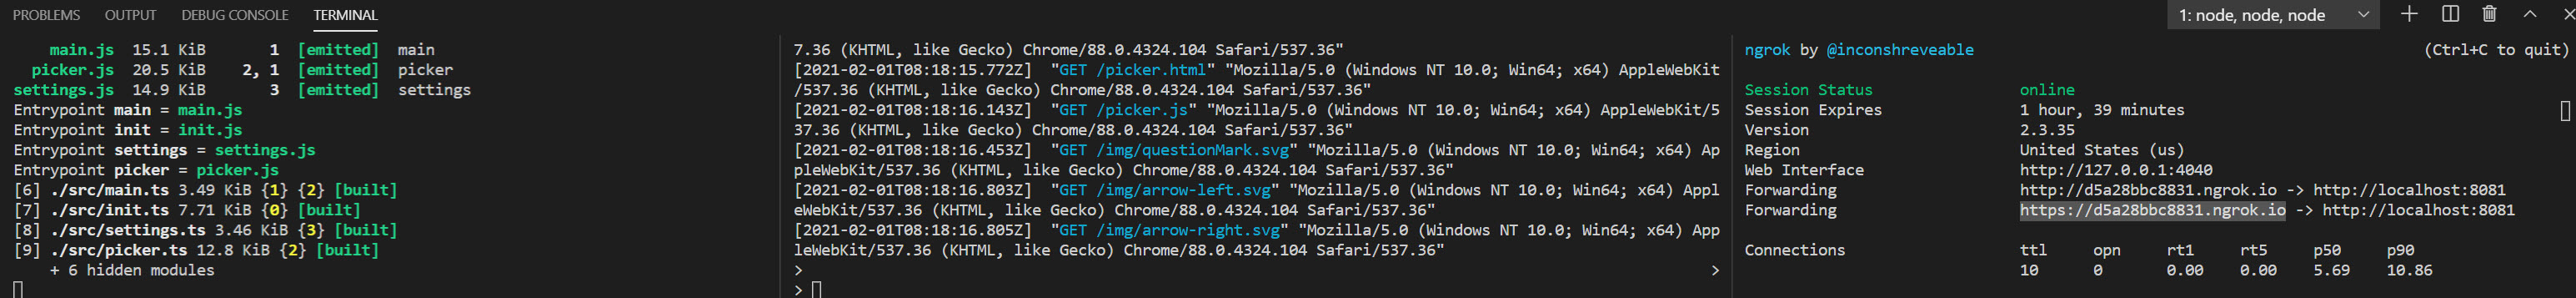 PROBLEMS OUTPUT DEBUG CONSOLE TERMINAL
1: node, node, node
main.js 15.1 KiB 1 [emitted] main
picker.js 20.5 KiB 2, 1 [emitted] picker
settings.js 14.9 KiB 3 [emitted] settings
Entrypoint main = main.js
Entrypoint init = init.js
Entrypoint settings = settings.js
Entrypoint picker = picker.js
[6] ./src/main.ts 3.49 KiB {1} {2} [built]
[7] ./src/init.ts 7.71 KiB {0} [built]
[8] ./src/settings.ts 3.46 KiB {3} [built]
[9] ./src/picker.ts 12.8 KiB {2} [built]
+ 6 hidden modules
7.36 (KHTML, like Gecko) Chrome/88.0.4324.104 Safari/537.36"
[2021-02-01T08:18:15.772Z] "GET /picker.html" "Mozilla/5.0 (Windows NT 10.0; Win64; x64) AppleWebKit
/537.36 (KHTML, like Gecko) Chrome/88.0.4324.104 Safari/537.36"
[2021-02-01T08:18:16.143Z] "GET /picker.js" "Mozilla/5.0 (Windows NT 10.0; Win64; x64) AppleWebKit/5
37.36 (KHTML, like Gecko) Chrome/88.0.4324.104 Safari/537.36"
[2021-02-01T08:18:16.453Z] "GET /img/questionMark.svg" "Mozilla/5.0 (Windows NT 10.0; Win64; x64) Ap
pleWebKit/537.36 (KHTML, like Gecko) Chrome/88.0.4324.104 Safari/537.36"
[2021-02-01T08:18:16.803Z] "GET /img/arrow-left.svg" "Mozilla/5.0 (Windows NT 10.0; Win64; x64) Appl
eWebKit/537.36 (KHTML, like Gecko) Chrome/88.0.4324.104 Safari/537.36"
[2021-02-01T08:18:16.805Z] "GET /img/arrow-right.svg" "Mozilla/5.0 (Windows NT 10.0; Win64; x64) App
leWebKit/537.36 (KHTML, like Gecko) Chrome/88.0.4324.104 Safari/537.36"
> >
>
ngrok by @inconshreveable (Ctrl+C to quit)
Session Status online
Session Expires 1 hour, 39 minutes
Version 2.3.35
Region United States (us)
Web Interface http://127.0.0.1:4040
Forwarding http://d5a28bbc8831.ngrok.io -> http://localhost:8081
Forwarding https://d5a28bbc8831.ngrok.io -> http://localhost:8081
Connections ttl opn rt1 rt5 p50 p90
10 0 0.00 0.00 5.69 10.86